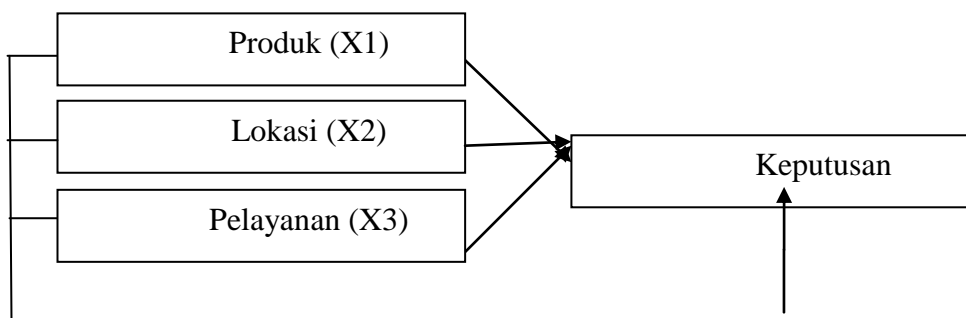 Produk (X1)
Lokasi (X2)
Keputusan
Pelayanan (X3)